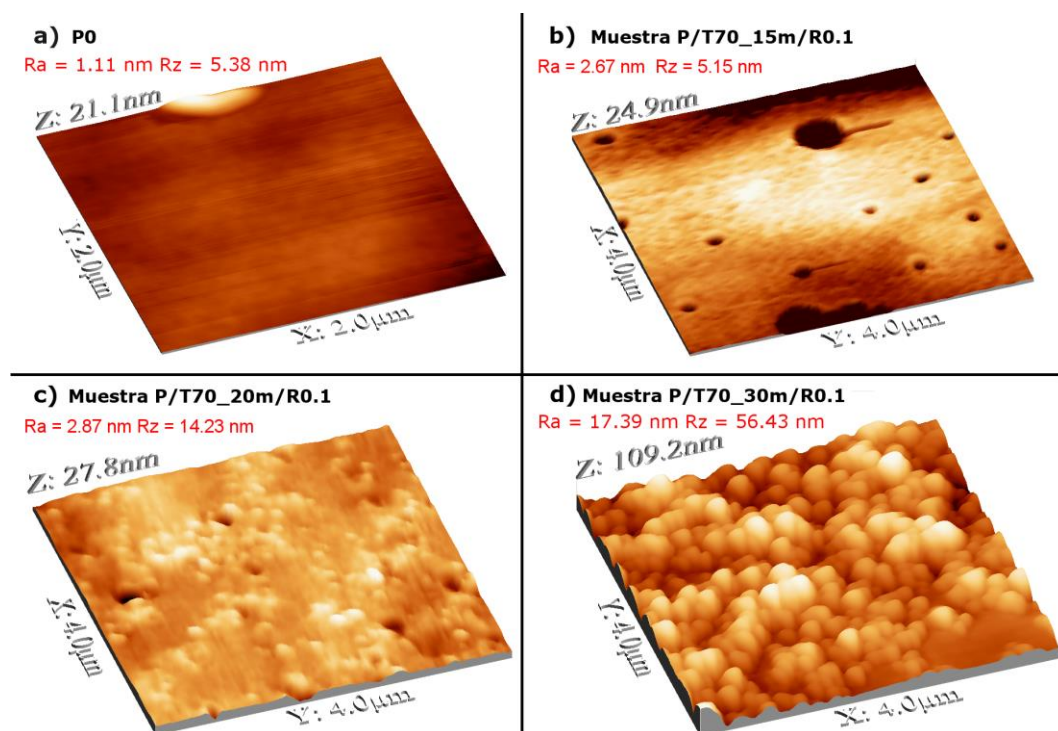 a) P0
Ra = 1.11 nm Rz = 5.38 nm
Z: 21.1nm
Y: 2.0µm
X: 2.0µm
b) Muestra P/T70_15m/R0.1
Ra = 2.67 nm Rz = 5.15 nm
Z: 24.9nm
X: 4.0µm
Y: 4.0µm
c) Muestra P/T70_20m/R0.1
Ra = 2.87 nm Rz = 14.23 nm
Z: 27.8nm
X: 4.0µm
Y: 4.0µm
d) Muestra P/T70_30m/R0.1
Ra = 17.39 nm Rz = 56.43 nm
Z: 109.2nm
Y: 4.0µm
X: 4.0µm